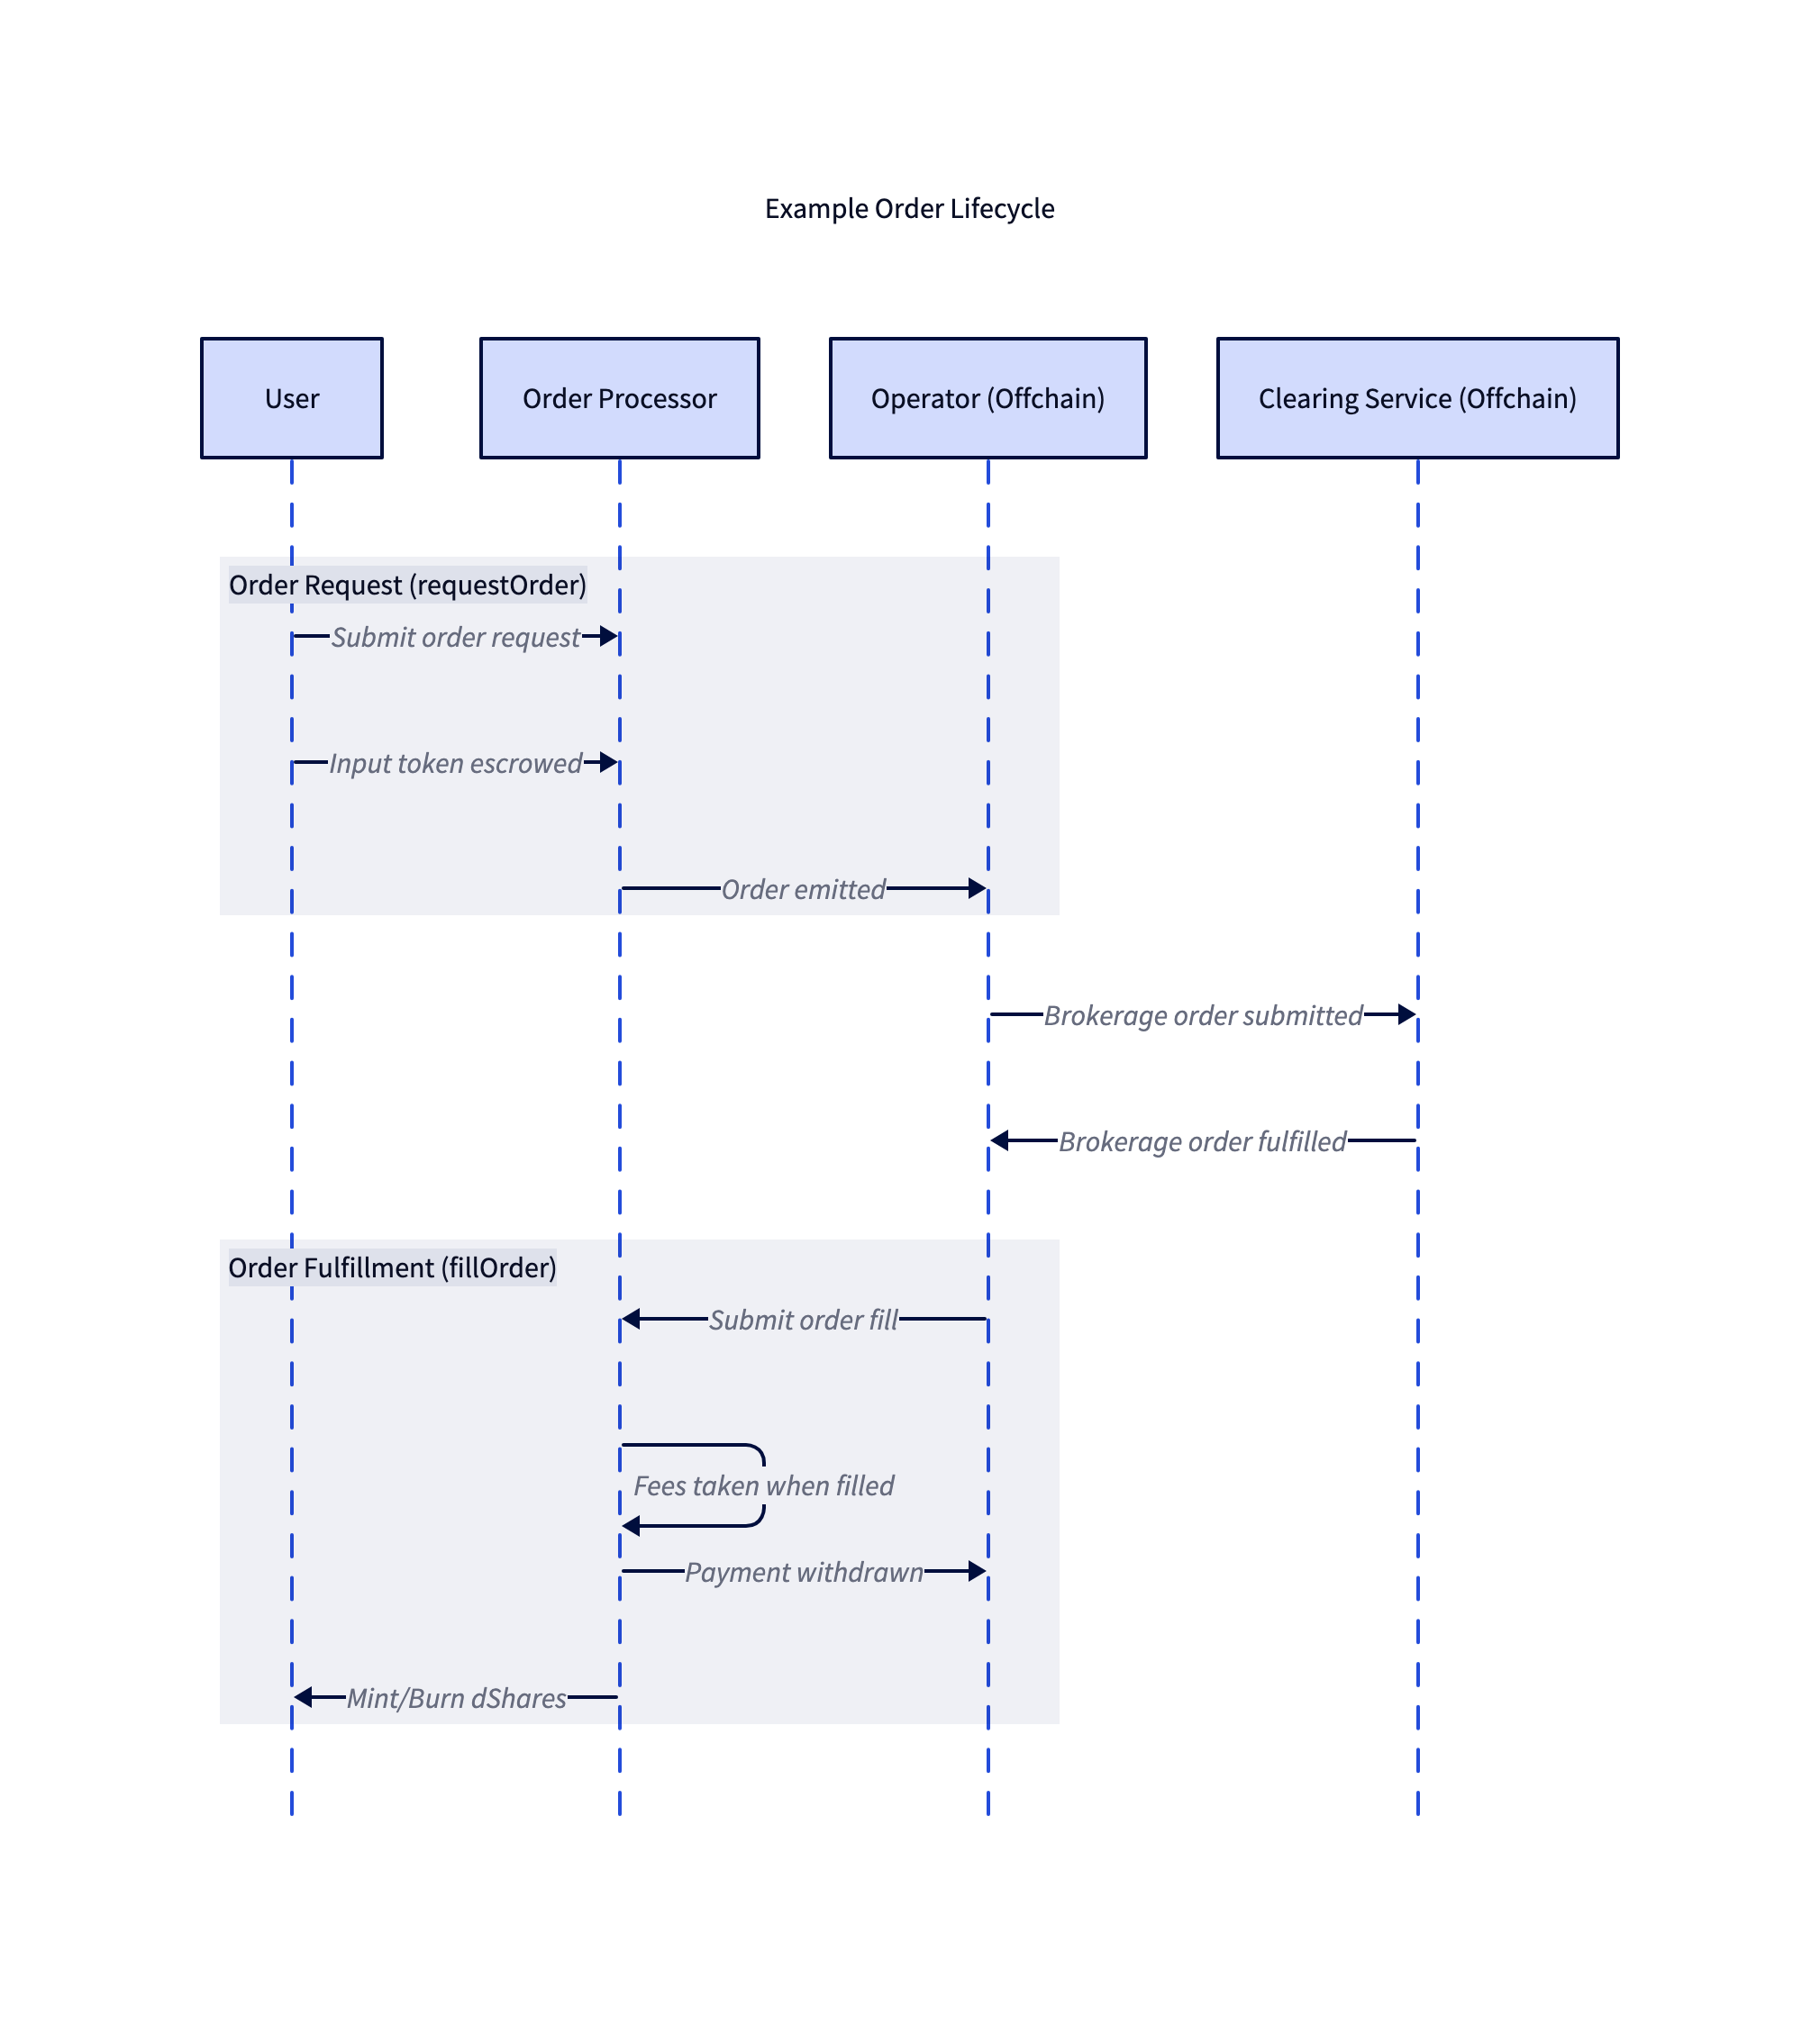 Example Order Lifecycle
User
Order Processor
Operator (Offchain)
Clearing Service (Offchain)
Order Request (requestOrder)
Submit order request
Input token escrowed
Order emitted
Brokerage order submitted
Brokerage order fulfilled
Order Fulfillment (fillOrder)
Submit order fill
Fees taken when filled
Payment withdrawn
Mint/Burn dShares